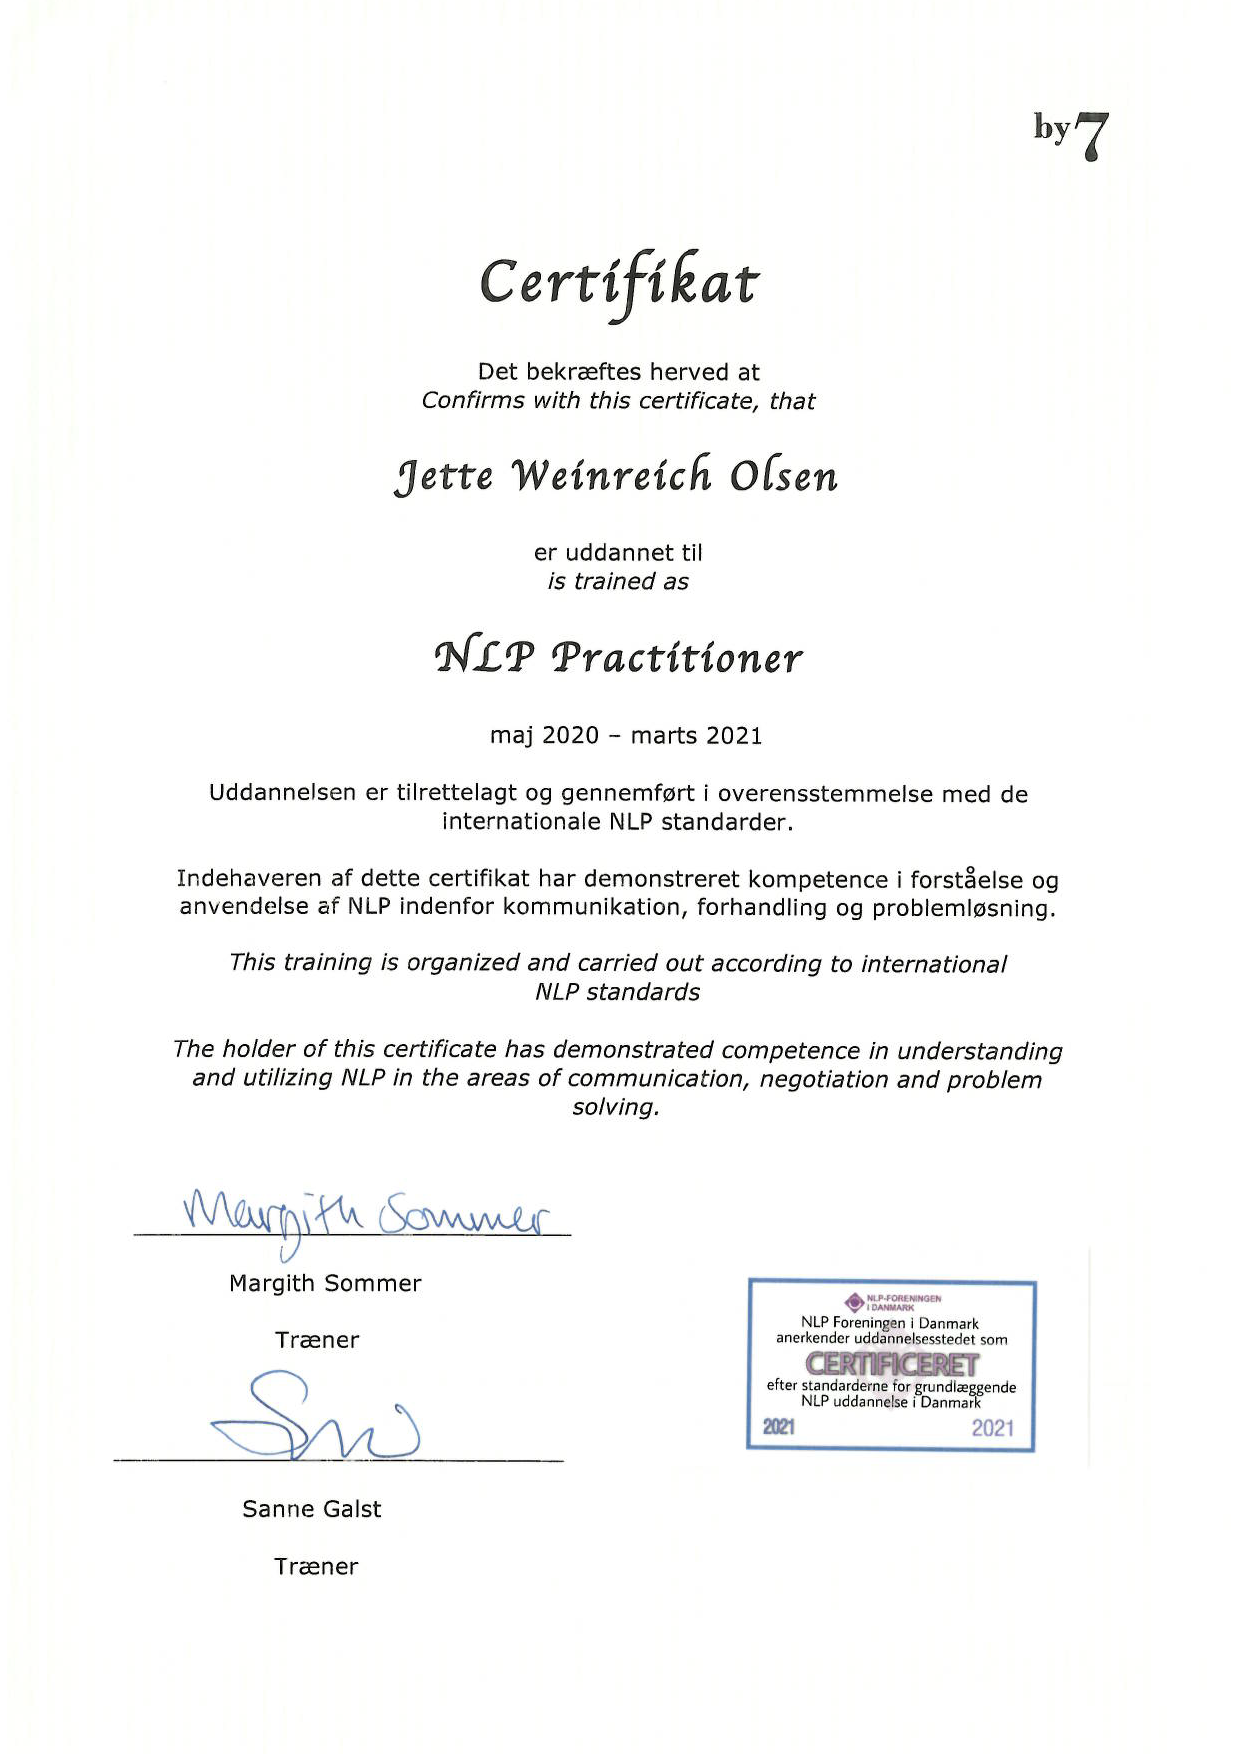 by7
Certifikat
Det bekræftes herved at
Confirms with this certificate, that
Jette Weinreich Olsen
er uddannet til
is trained as
NLP Practitioner
maj 2020 – marts 2021
Uddannelsen er tilrettelagt og gennemført i overensstemmelse med de
internationale NLP standarder.
Indehaveren af dette certifikat har demonstreret kompetence i forståelse og
anvendelse af NLP indenfor kommunikation, forhandling og problemløsning.
This training is organized and carried out according to international
NLP standards
The holder of this certificate has demonstrated competence in understanding
and utilizing NLP in the areas of communication, negotiation and problem
solving.
Margith Sommer
Margith Sommer
Træner
Sanne Galst
Træner
NLP-FORENINGEN
I DANMARK
NLP Foreningen i Danmark
anerkender uddannelsesstedet som
CERTIFICERET
efter standarderne for grundlæggende
NLP uddannelse i Danmark
2021 2021